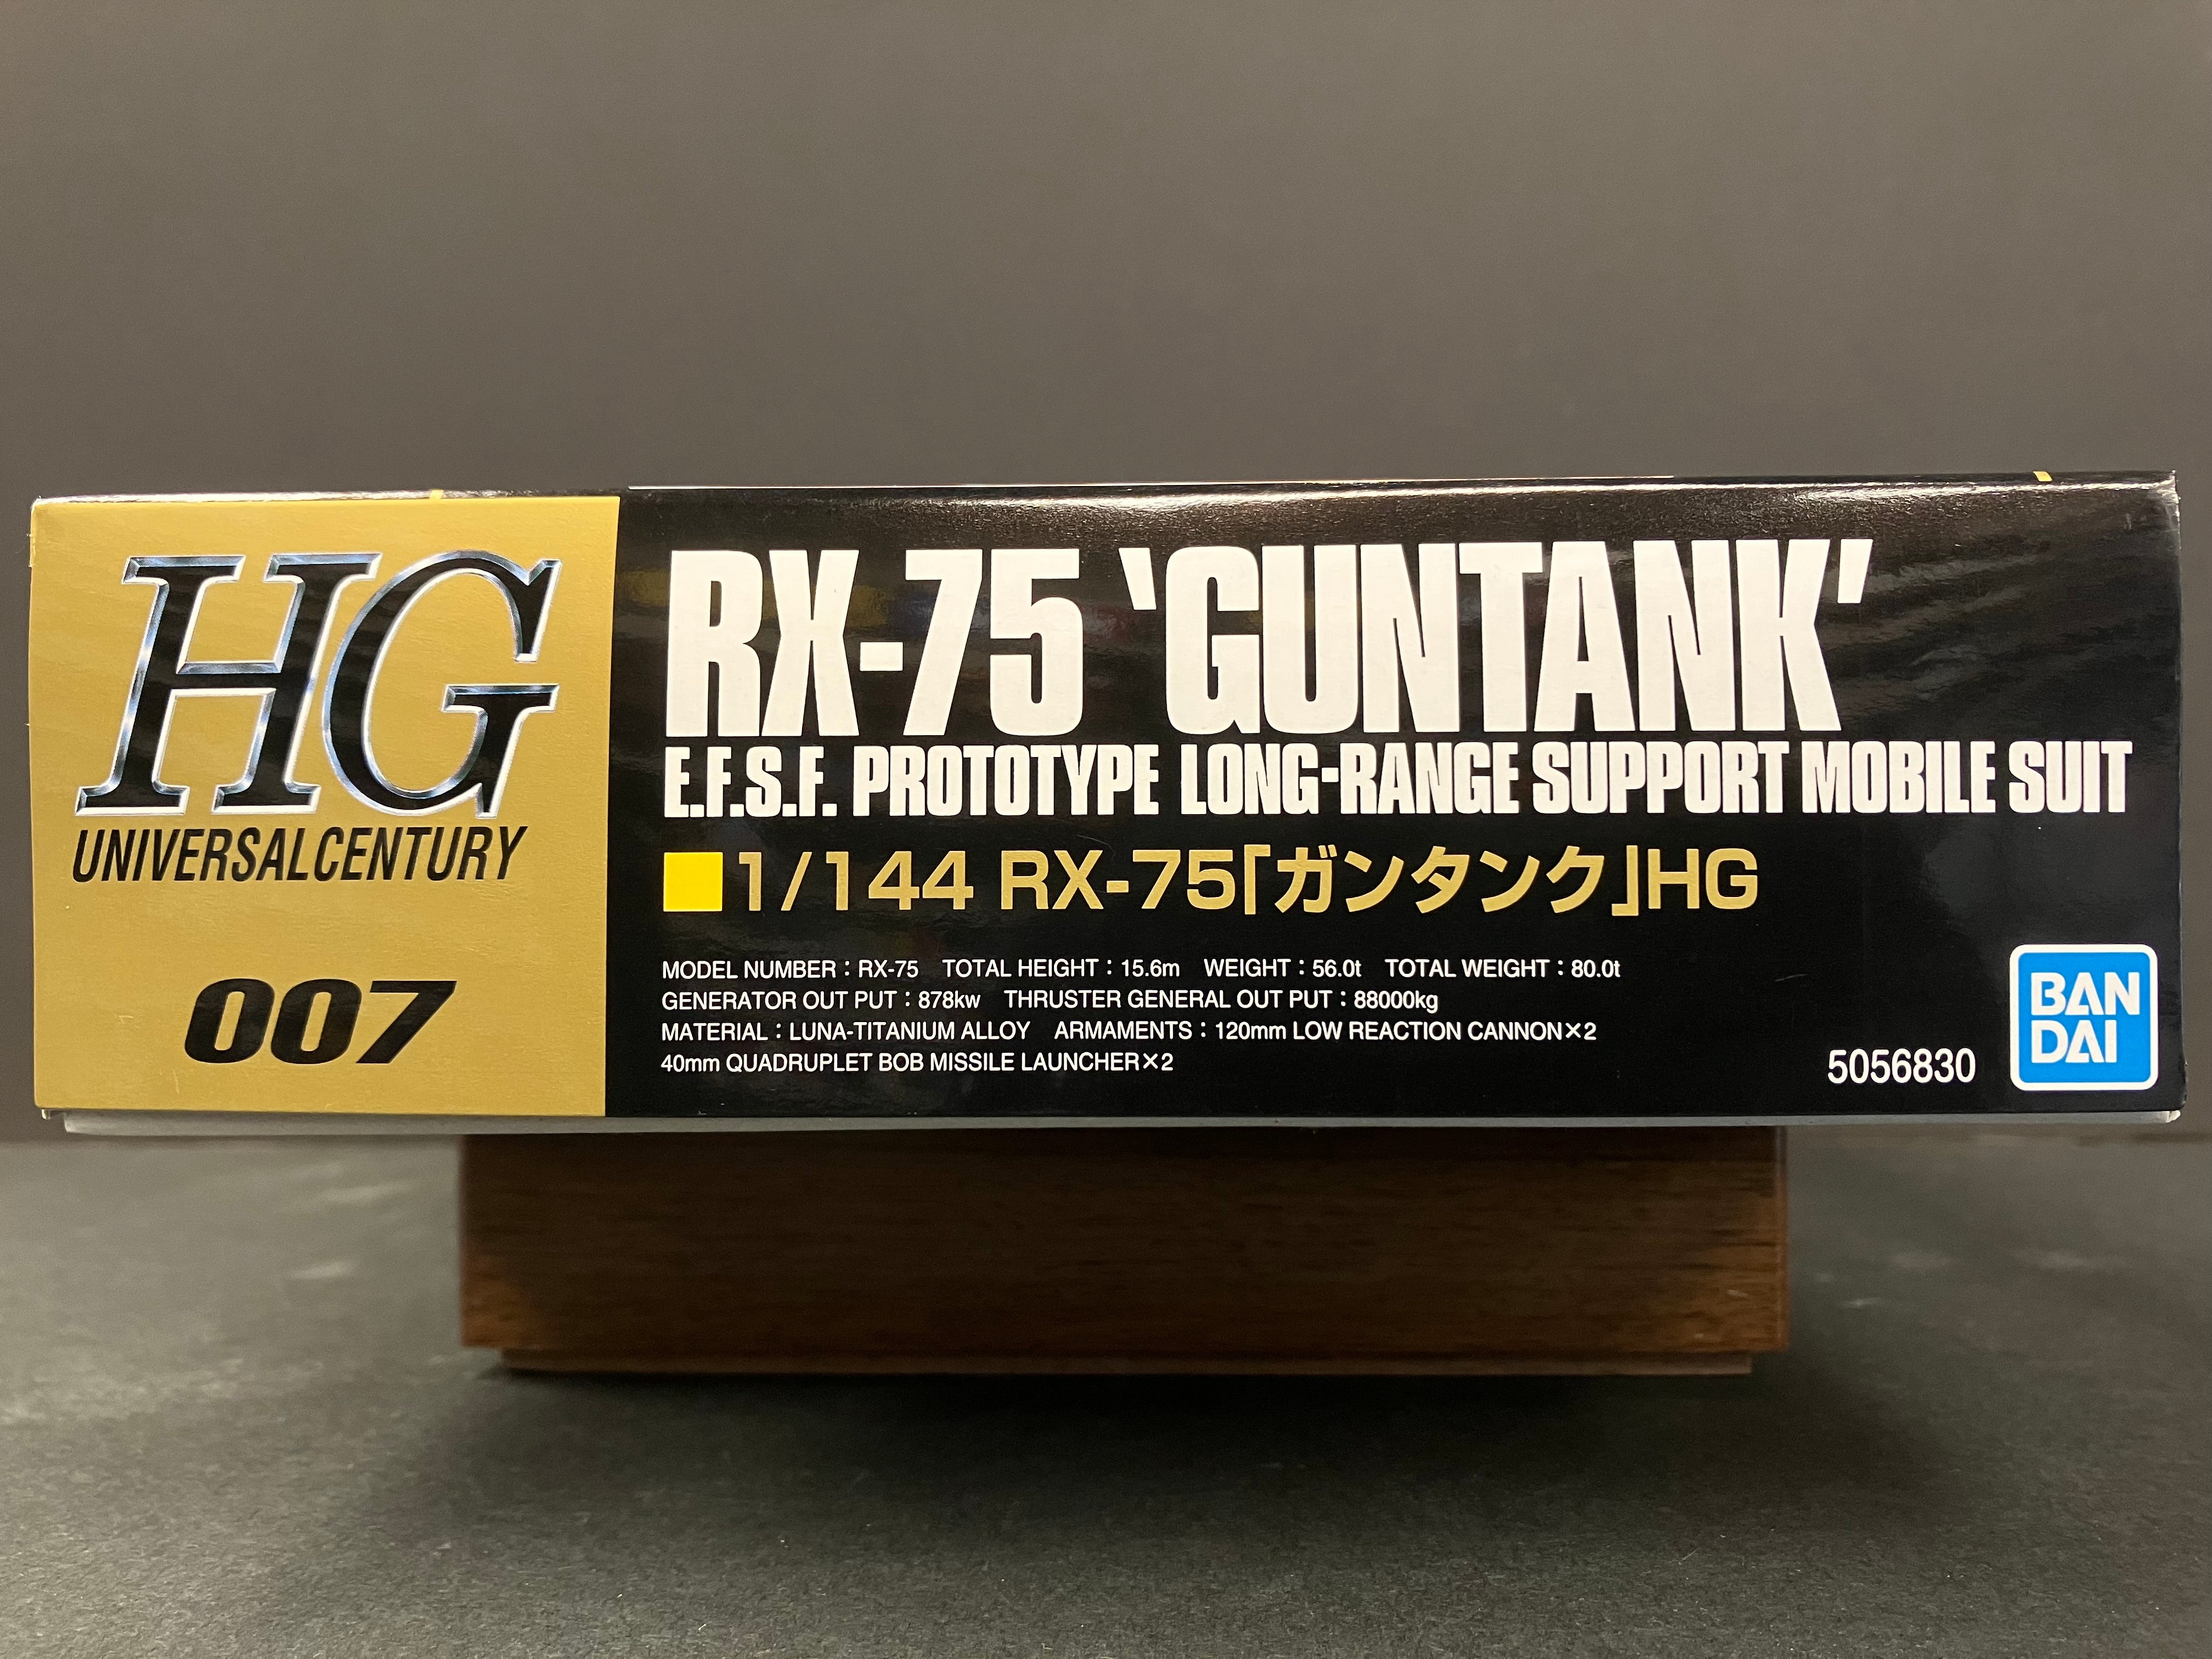 HG
UNIVERSALCENTURY
007
RX-75 ‘GUNTANK’
E.F.S.F. PROTOTYPE LONG-RANGE SUPPORT MOBILE SUIT
1/144 RX-75「ガンタンク」HG
MODEL NUMBER：RX-75 TOTAL HEIGHT：15.6m WEIGHT：56.0t TOTAL WEIGHT：80.0t
GENERATOR OUT PUT：878kw THRUSTER GENERAL OUT PUT：88000kg
MATERIAL：LUNA-TITANIUM ALLOY ARMAMENTS：120mm LOW REACTION CANNON×2
40mm QUADRUPLET BOB MISSILE LAUNCHER×2
5056830
BAN
DAI